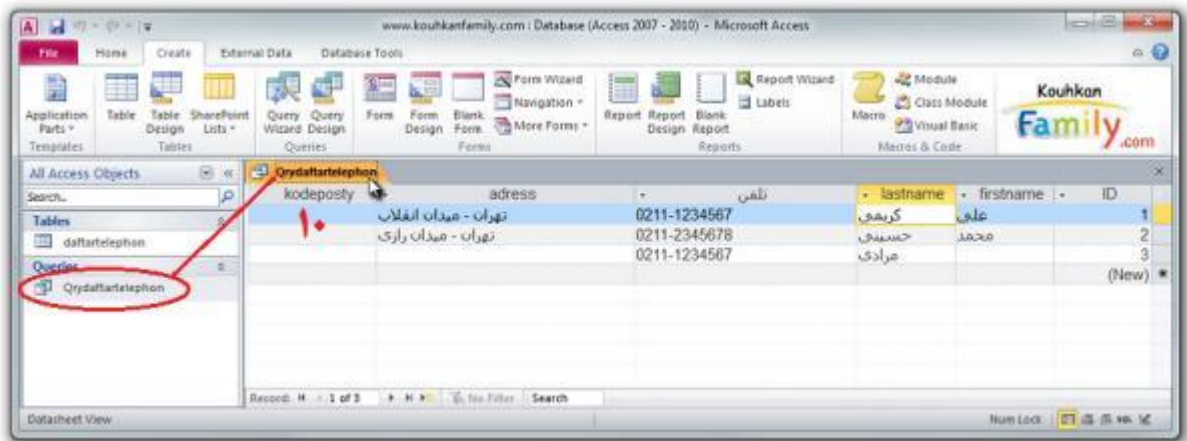 www.kouhkanfamily.com : Database (Access 2007 - 2010) - Microsoft Access
File Home Create External Data Database Tools
Application Parts Table Table Design SharePoint Lists Query Wizard Query Design Form Form Design Blank Form Form Wizard Navigation More Forms Report Report Design Blank Report Report Wizard Labels Macro Module Class Module Visual Basic
Kouhkan
Family.com
Templates Tables Queries Forms Reports Macros & Code
All Access Objects
Search..
Tables
daftartelephon
Queries
Qrydaftartelephon
Qrydaftartelephon
kodeposty adress تلفن lastname firstname ID
تهران - میدان انقلاب 0211-1234567 کریمی علی 1
تهران - میدان رازی 0211-2345678 حسینی محمد 2
0211-1234567 مرادی 3
(New)
۱۰
Record: 1 of 3 No Filter Search
Datasheet View Num Lock SQL